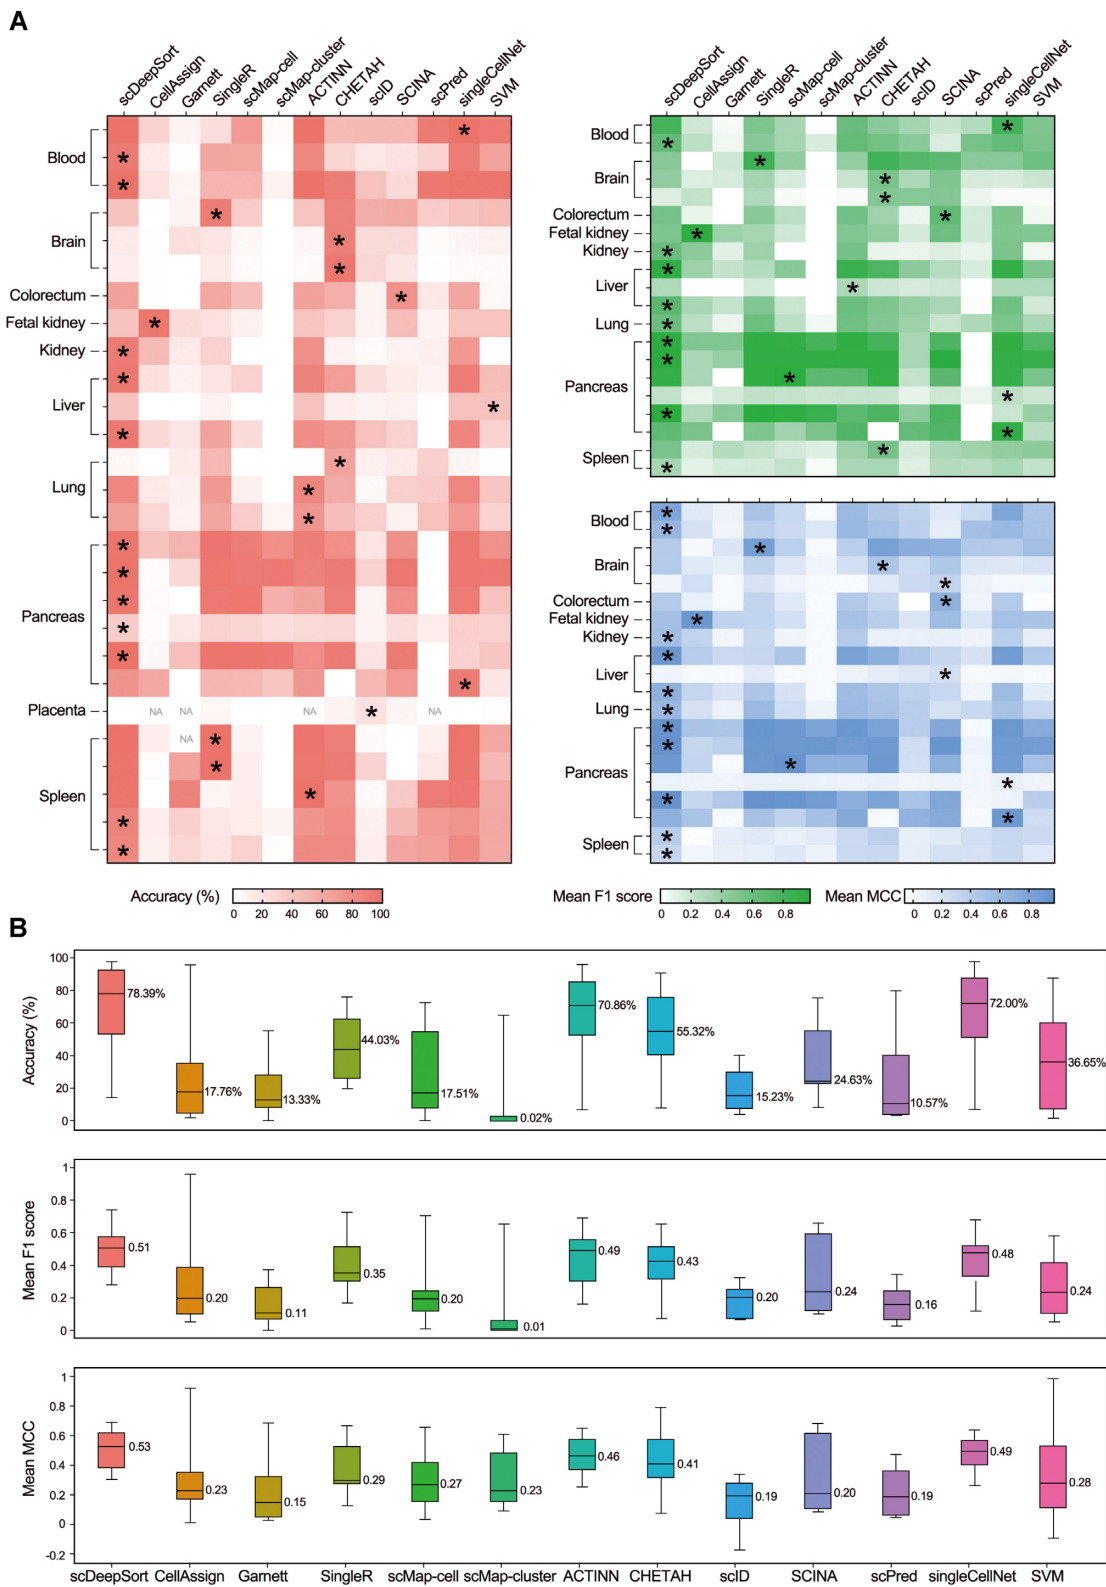 A
scDeepSort CellAssign Garnett SingleR scMap-cell scMap-cluster ACTINN CHETAH scID SCINA scPred singleCellNet SVM
Blood
Brain
Colorectum
Fetal kidney
Kidney
Liver
Lung
Pancreas
Placenta
NA NA NA NA
NA
Spleen
Accuracy (%)
0 20 40 60 80 100
scDeepSort CellAssign Garnett SingleR scMap-cell scMap-cluster ACTINN CHETAH scID SCINA scPred singleCellNet SVM
Blood
Brain
Colorectum
Fetal kidney
Kidney
Liver
Lung
Pancreas
Spleen
Blood
Brain
Colorectum
Fetal kidney
Kidney
Liver
Lung
Pancreas
Spleen
Mean F1 score
0 0.2 0.4 0.6 0.8
Mean MCC
0 0.2 0.4 0.6 0.8
B
Accuracy (%)
100
80
60
40
20
0
78.39%
17.76%
13.33%
44.03%
17.51%
0.02%
70.86%
55.32%
15.23%
24.63%
10.57%
72.00%
36.65%
Mean F1 score
1
0.8
0.6
0.4
0.2
0
0.51
0.20
0.11
0.35
0.20
0.01
0.49
0.43
0.20
0.24
0.16
0.48
0.24
Mean MCC
1
0.8
0.6
0.4
0.2
0
-0.2
0.53
0.23
0.15
0.29
0.27
0.23
0.46
0.41
0.19
0.20
0.19
0.49
0.28
scDeepSort CellAssign Garnett SingleR scMap-cell scMap-cluster ACTINN CHETAH scID SCINA scPred singleCellNet SVM